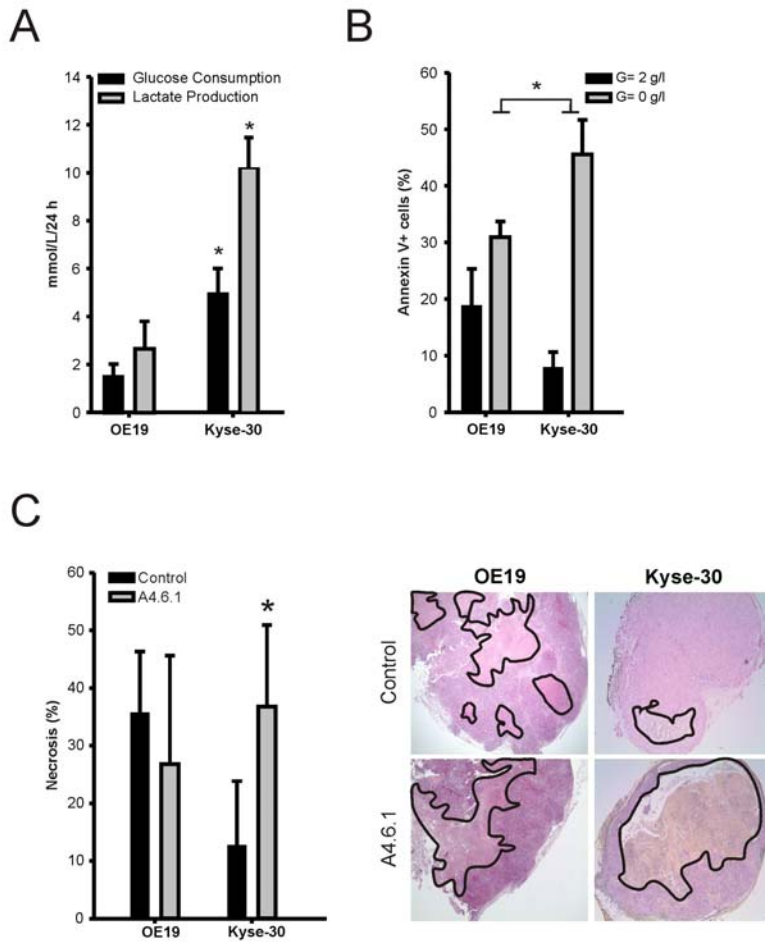 A
14
12
10
8
6
4
2
0
mmol/L/24 h
Glucose Consumption
Lactate Production
*
*
OE19 Kyse-30
B
60
50
40
30
20
10
0
Annexin V+ cells (%)
G= 2 g/l
G= 0 g/l
*
OE19 Kyse-30
C
60
50
40
30
20
10
0
Necrosis (%)
Control
A4.6.1
*
OE19 Kyse-30
OE19 Kyse-30
Control
A4.6.1